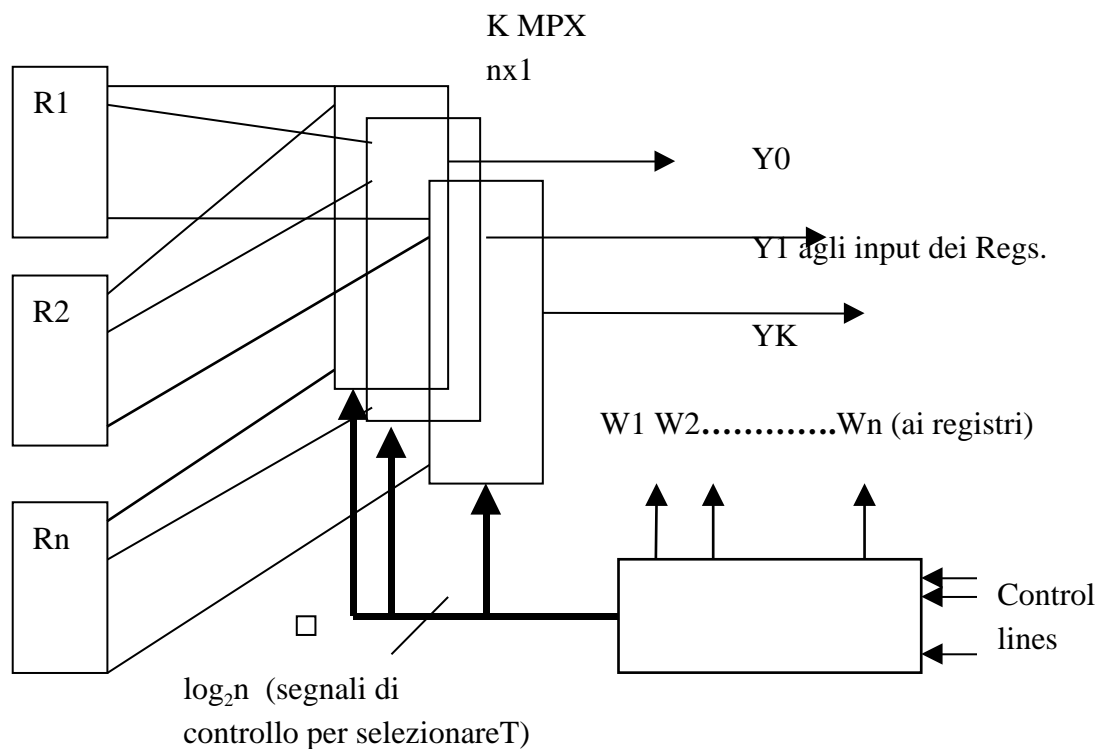 K MPX
nx1
R1
Y0
Y1 agli input dei Regs.
R2
YK
W1 W2.............Wn (ai registri)
Rn
Control
lines
log₂n (segnali di
controllo per selezionareT)